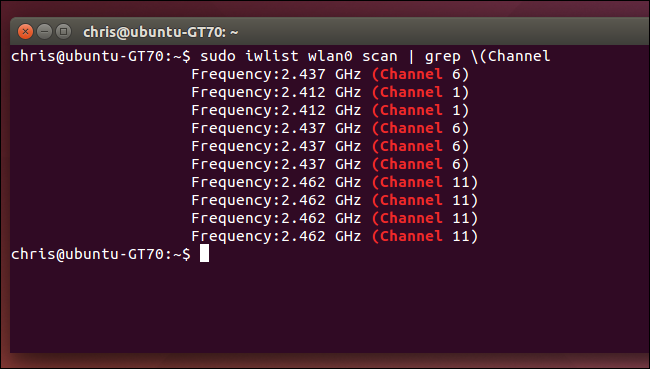 chris@ubuntu-GT70: ~
chris@ubuntu-GT70:~$ sudo iwlist wlan0 scan | grep \(Channel
Frequency:2.437 GHz (Channel 6)
Frequency:2.412 GHz (Channel 1)
Frequency:2.412 GHz (Channel 1)
Frequency:2.437 GHz (Channel 6)
Frequency:2.437 GHz (Channel 6)
Frequency:2.437 GHz (Channel 6)
Frequency:2.462 GHz (Channel 11)
Frequency:2.462 GHz (Channel 11)
Frequency:2.462 GHz (Channel 11)
Frequency:2.462 GHz (Channel 11)
chris@ubuntu-GT70:~$